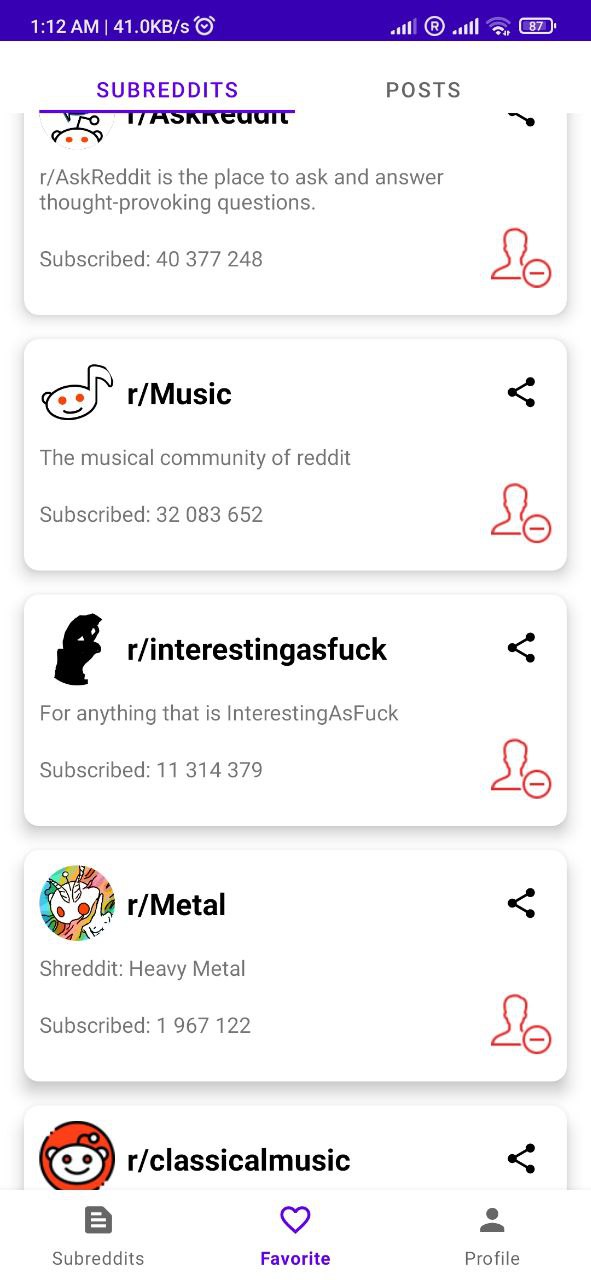 1:12 AM | 41.0KB/s
R
87
SUBREDDITS
POSTS
r/AskReddit
r/AskReddit is the place to ask and answer
thought-provoking questions.
Subscribed: 40 377 248
r/Music
The musical community of reddit
Subscribed: 32 083 652
r/interestingasfuck
For anything that is InterestingAsFuck
Subscribed: 11 314 379
r/Metal
Shreddit: Heavy Metal
Subscribed: 1 967 122
r/classicalmusic
Subreddits
Favorite
Profile